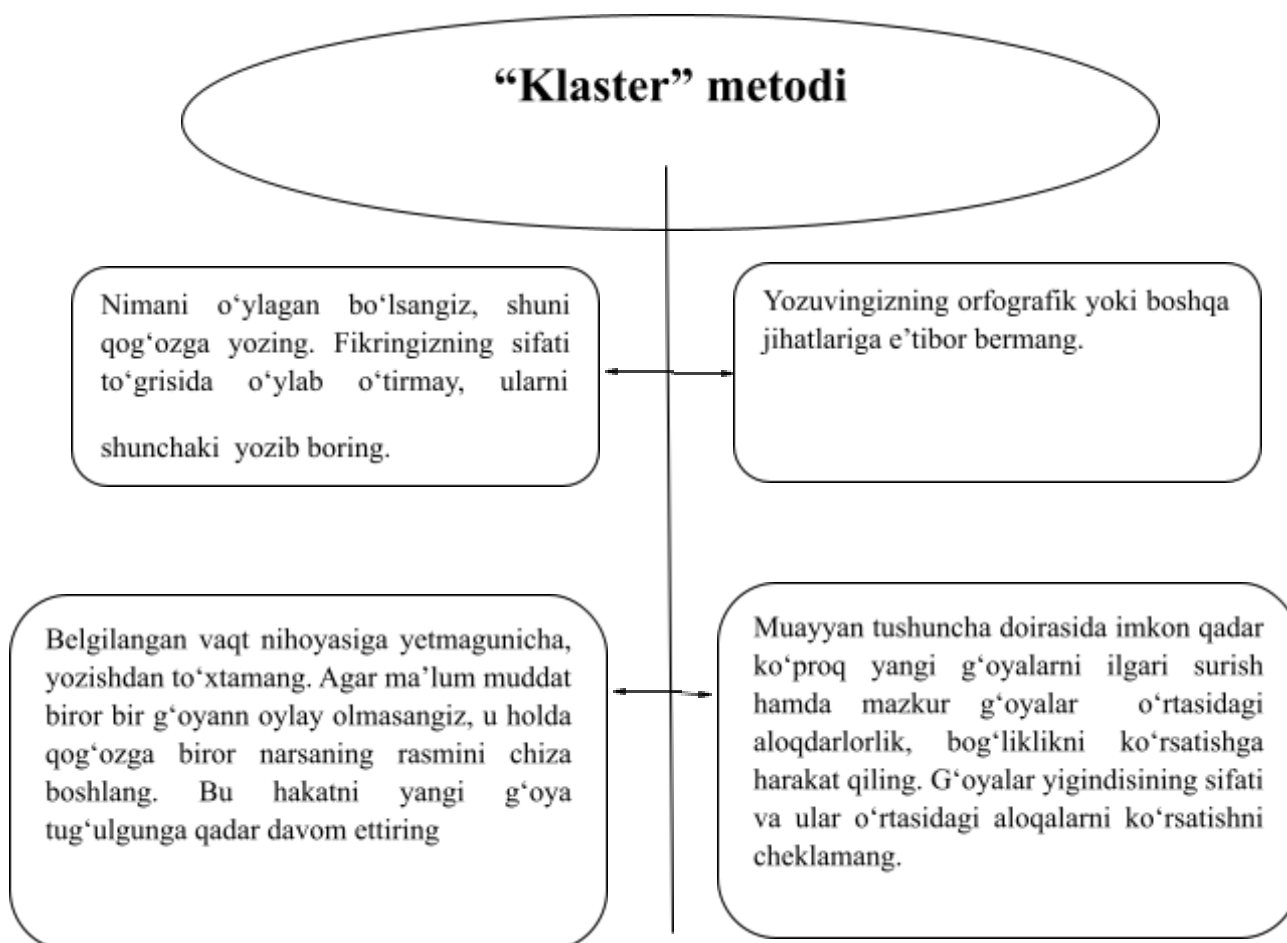 “Klaster” metodi
Nimani o‘ylagan bo‘lsangiz, shuni
qog‘ozga yozing. Fikringizning sifati
to‘grisida o‘ylab o‘tirmay, ularni
shunchaki yozib boring.
Yozuvingizning orfografik yoki boshqa
jihatlariga e’tibor bermang.
Belgilangan vaqt nihoyasiga yetmagunicha,
yozishdan to‘xtamang. Agar ma’lum muddat
biror bir g‘oyann oylay olmasangiz, u holda
qog‘ozga biror narsaning rasmini chiza
boshlang. Bu hakatni yangi g‘oya
tug‘ulgunga qadar davom ettiring
Muayyan tushuncha doirasida imkon qadar
ko‘proq yangi g‘oyalarni ilgari surish
hamda mazkur g‘oyalar o‘rtasidagi
aloqdarlorlik, bog‘liklikni ko‘rsatishga
harakat qiling. G‘oyalar yigindisining sifati
va ular o‘rtasidagi aloqalarni ko‘rsatishni
cheklamang.